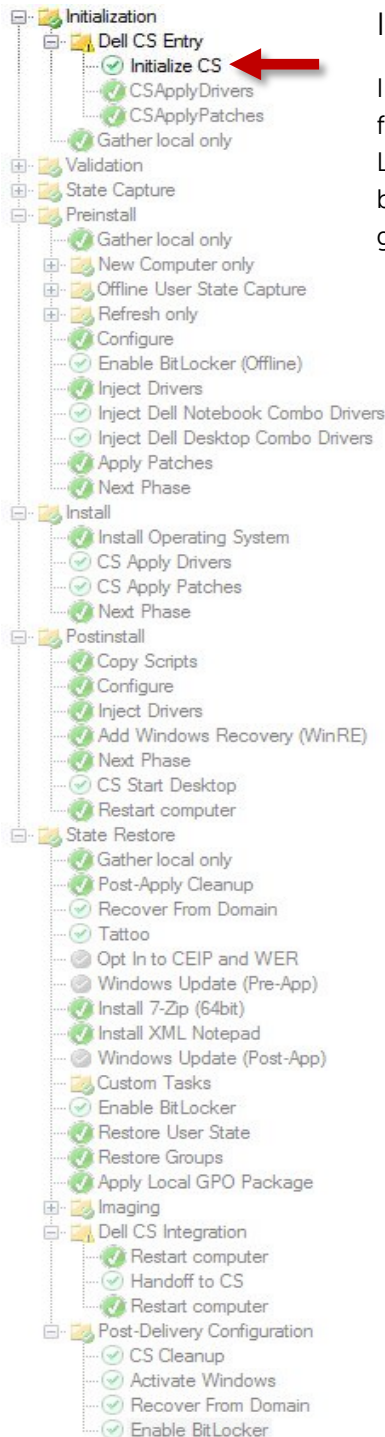 Initialization
Dell CS Entry
Initialize CS
CSApplyDrivers
CSApplyPatches
Gather local only
Validation
State Capture
Preinstall
Gather local only
New Computer only
Offline User State Capture
Refresh only
Configure
Enable BitLocker (Offline)
Inject Drivers
Inject Dell Notebook Combo Drivers
Inject Dell Desktop Combo Drivers
Apply Patches
Next Phase
Install
Install Operating System
CS Apply Drivers
CS Apply Patches
Next Phase
Postinstall
Copy Scripts
Configure
Inject Drivers
Add Windows Recovery (WinRE)
Next Phase
CS Start Desktop
Restart computer
State Restore
Gather local only
Post-Apply Cleanup
Recover From Domain
Tattoo
Opt In to CEIP and WER
Windows Update (Pre-App)
Install 7-Zip (64bit)
Install XML Notepad
Windows Update (Post-App)
Custom Tasks
Enable BitLocker
Restore User State
Restore Groups
Apply Local GPO Package
Imaging
Dell CS Integration
Restart computer
Handoff to CS
Restart computer
Post-Delivery Configuration
CS Cleanup
Activate Windows
Recover From Domain
Enable BitLocker